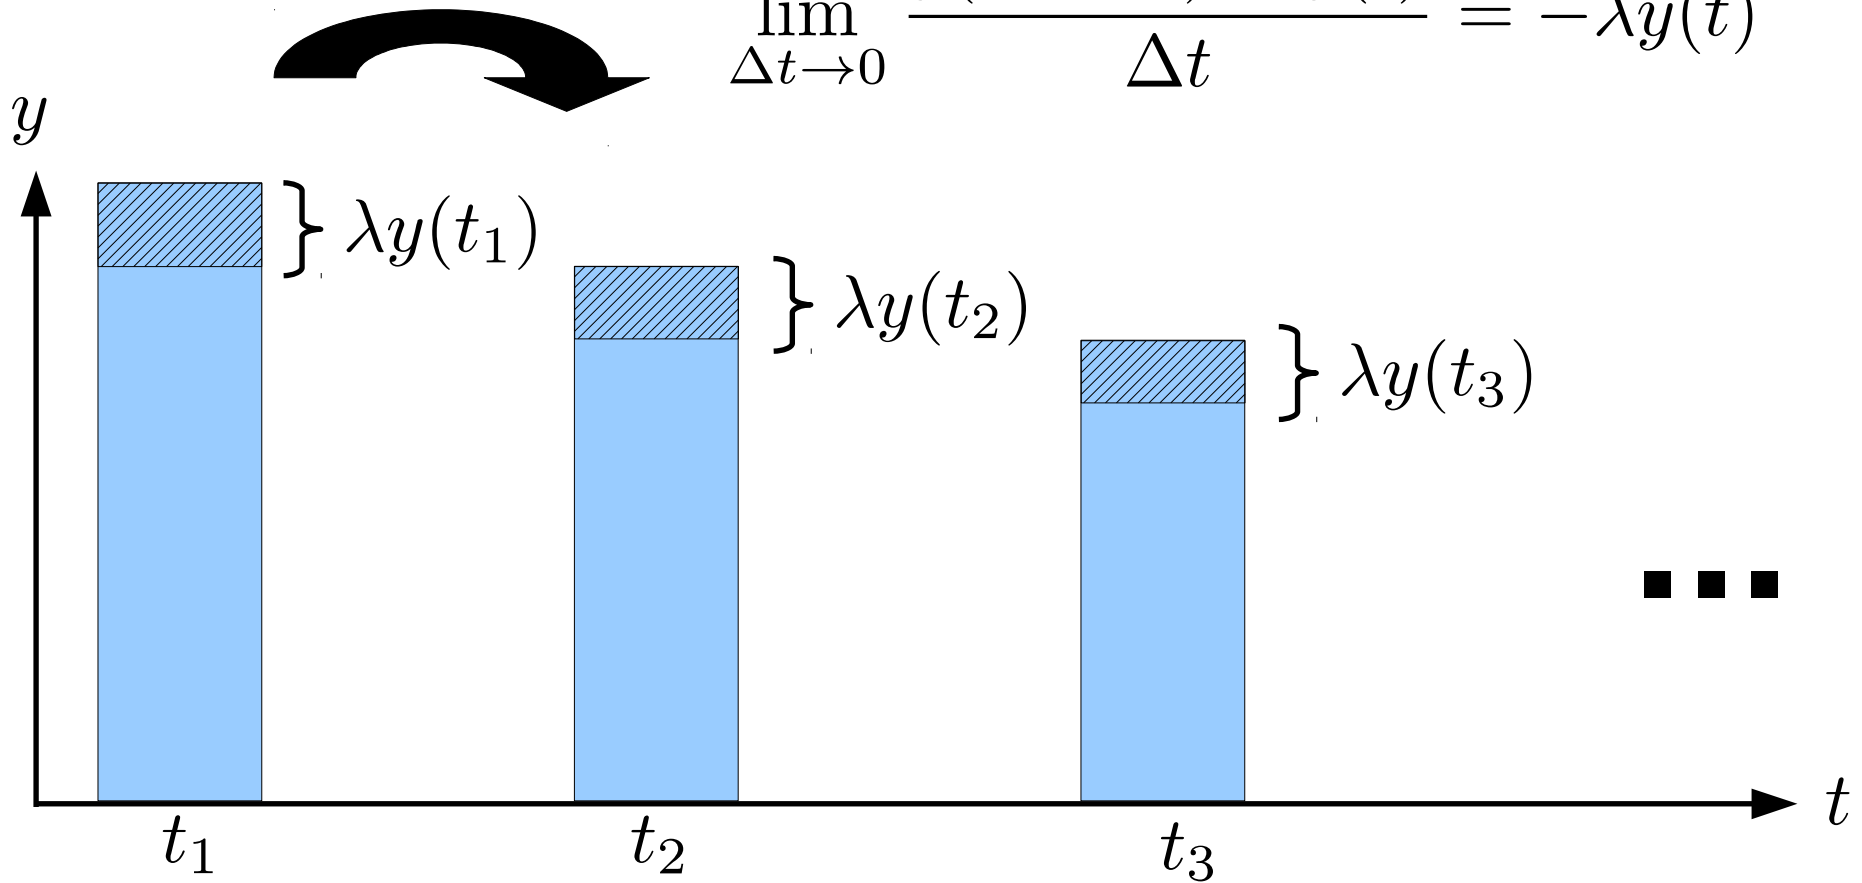 lim Δt→0 / Δt = −λy(t)
y
λy(t₁)
λy(t₂)
λy(t₃)
...
t
t₁ t₂ t₃